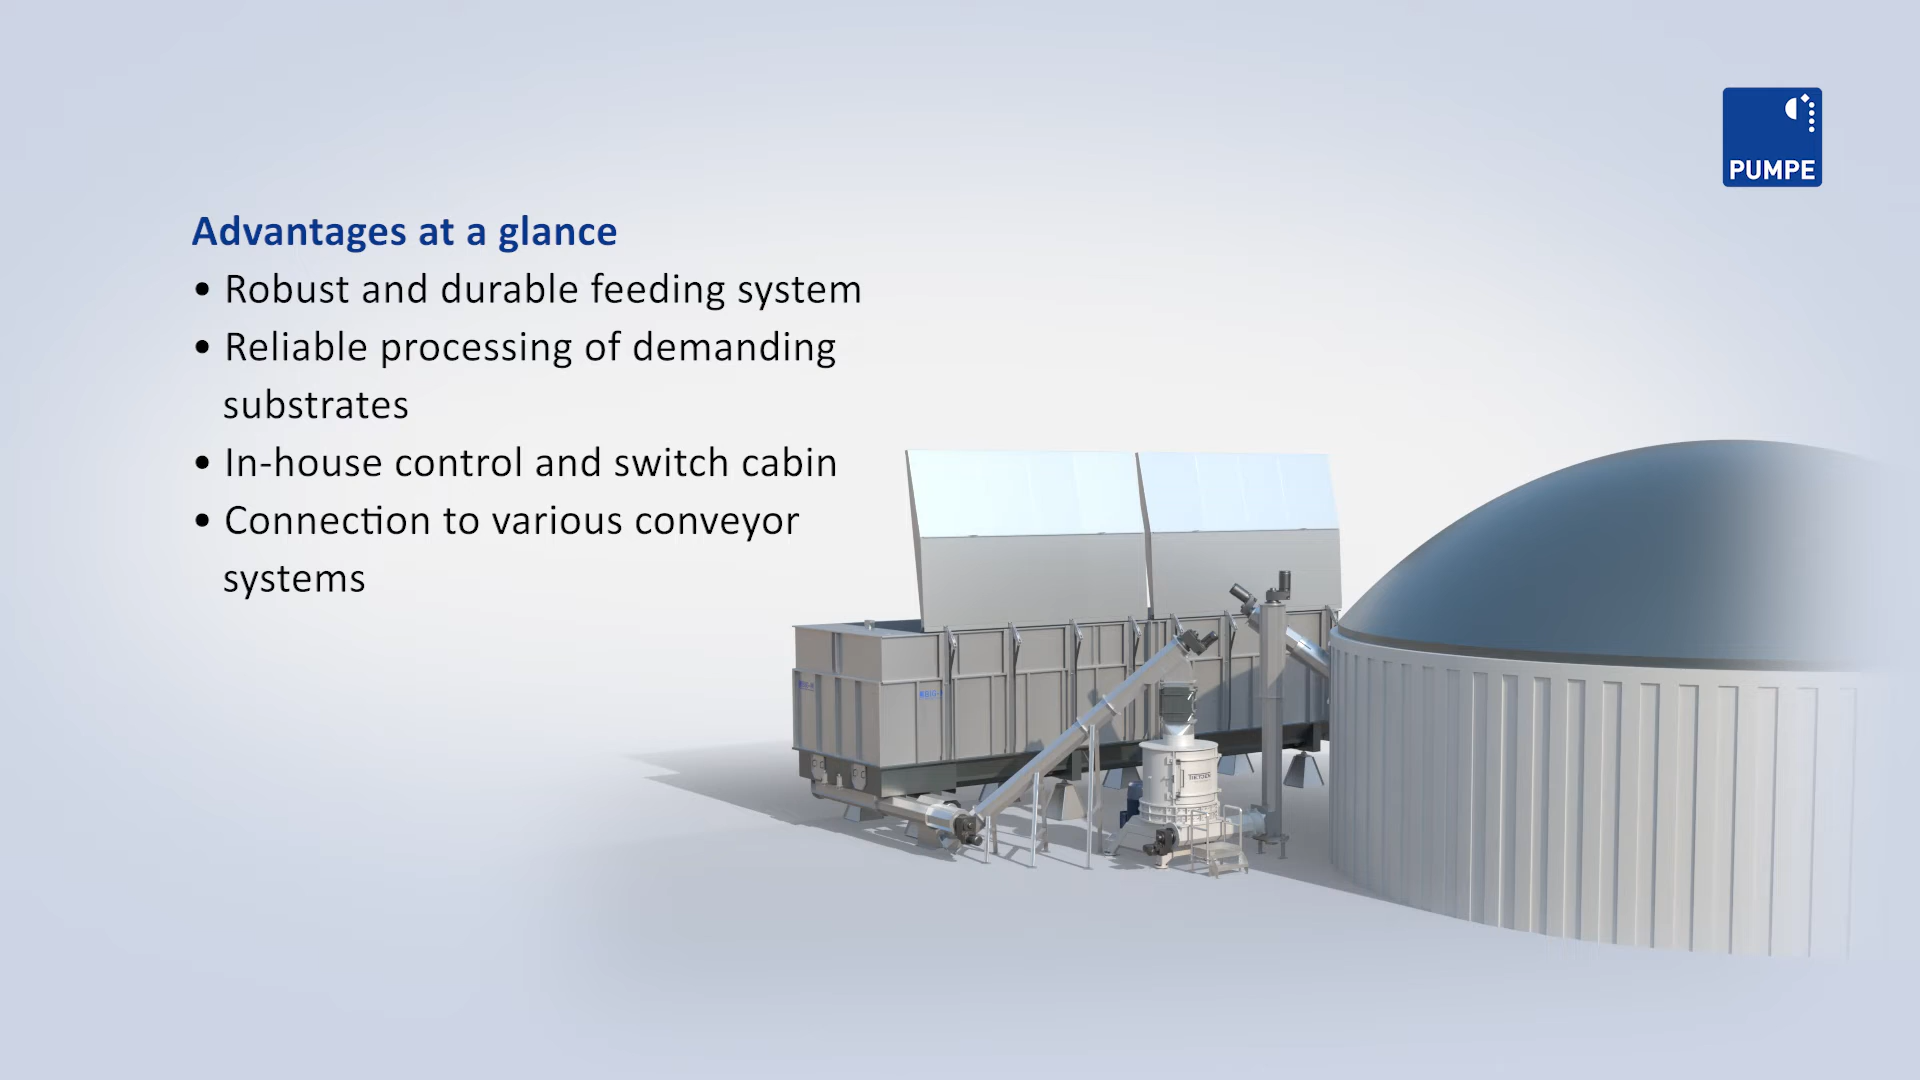 PUMPE
Advantages at a glance
• Robust and durable feeding system
• Reliable processing of demanding
substrates
• In-house control and switch cabin
• Connection to various conveyor
systems